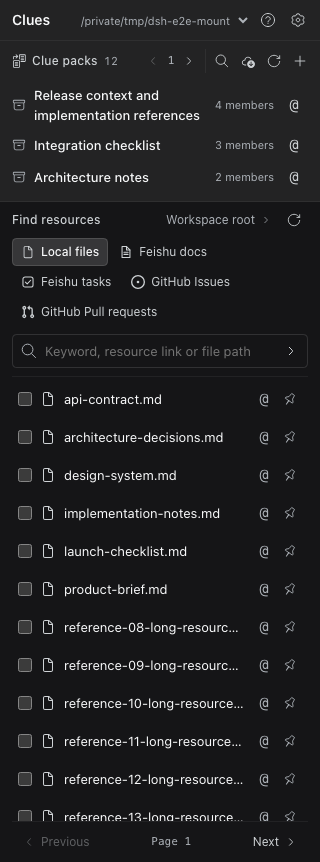 Clues /private/tmp/dsh-e2e-mount
Clue packs 12 1
Release context and
implementation references 4 members @
Integration checklist 3 members @
Architecture notes 2 members @
Find resources Workspace root
Local files Feishu docs
Feishu tasks GitHub Issues
GitHub Pull requests
Keyword, resource link or file path
api-contract.md @
architecture-decisions.md @
design-system.md @
implementation-notes.md @
launch-checklist.md @
product-brief.md @
reference-08-long-resourc... @
reference-09-long-resourc... @
reference-10-long-resource... @
reference-11-long-resource... @
reference-12-long-resource... @
reference-13-long-resource... @
Previous Page 1 Next